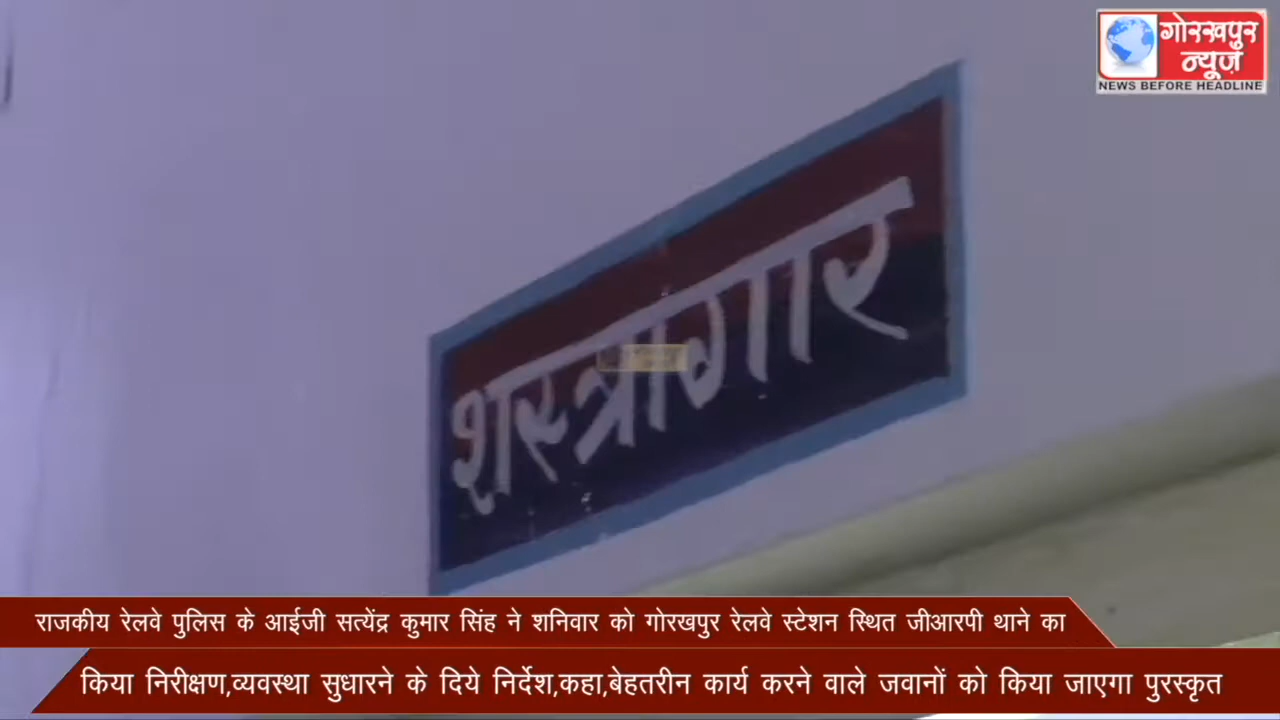 गोरखपुर
न्यूज़
NEWS BEFORE HEADLINE
शस्त्रागार
राजकीय रेलवे पुलिस के आईजी सत्येंद्र कुमार सिंह ने शनिवार को गोरखपुर रेलवे स्टेशन स्थित जीआरपी थाने का
किया निरीक्षण,व्यवस्था सुधारने के दिये निर्देश,कहा,बेहतरीन कार्य करने वाले जवानों को किया जाएगा पुरस्कृत